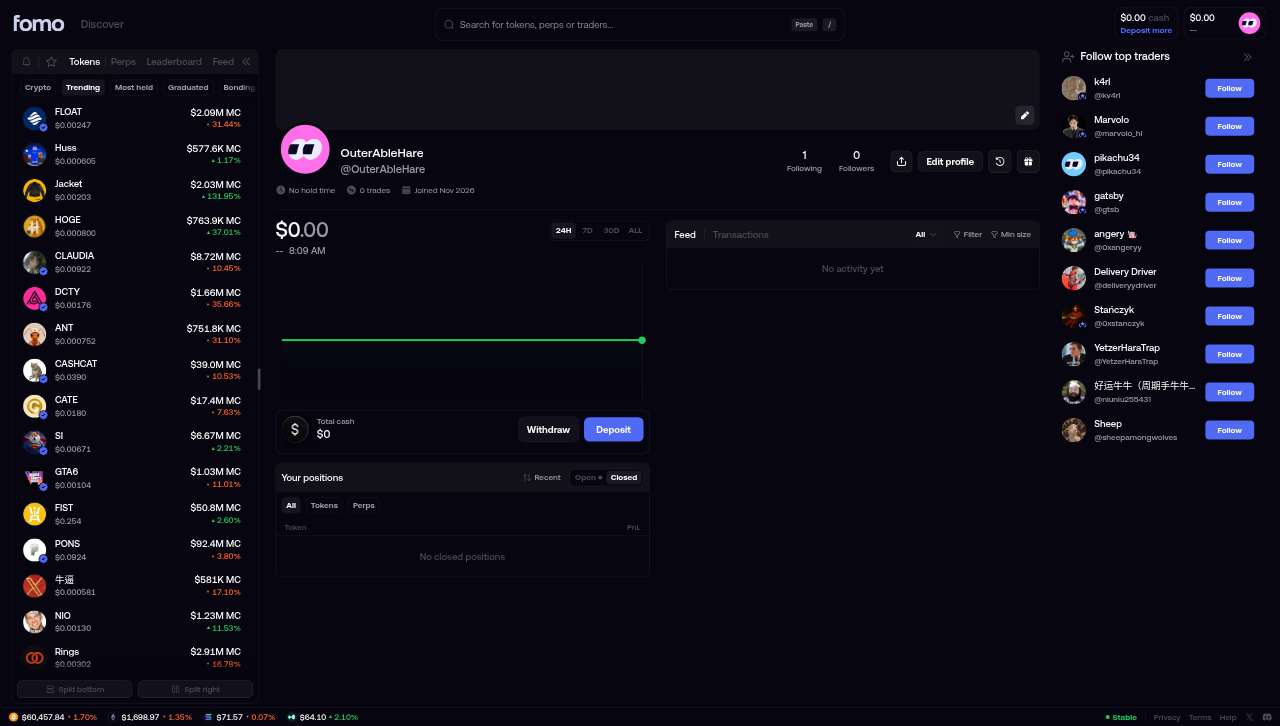 fomo
Discover
Search for tokens, perps or traders...
Paste
/
$0.00 cash
Deposit more
$0.00
—
Tokens Perps Leaderboard Feed
Crypto Trending Most held Graduated Bonding
FLOAT $2.09M MC
$0.00247 31.44%
Huss $577.6K MC
$0.000605 1.17%
Jacket $2.03M MC
$0.00203 131.95%
HOGE $763.9K MC
$0.000800 37.01%
CLAUDIA $8.72M MC
$0.00922 10.45%
DCTY $1.66M MC
$0.00176 35.66%
ANT $751.8K MC
$0.000752 31.10%
CASHCAT $39.0M MC
$0.0390 10.53%
CATE $17.4M MC
$0.0180 7.63%
SI $6.67M MC
$0.00671 2.21%
GTA6 $1.03M MC
$0.00104 11.01%
FIST $50.8M MC
$0.254 2.60%
PONS $92.4M MC
$0.0924 3.80%
牛逼 $581K MC
$0.000581 17.10%
NIO $1.23M MC
$0.00130 11.53%
Rings $2.91M MC
$0.00302 16.78%
Split bottom Split right
OuterAbleHare
@OuterAbleHare
No hold time 0 trades Joined Nov 2026
1
Following
0
Followers
Edit profile
$0.00
-- 8:09 AM
24H 7D 30D ALL
Total cash
$0
Withdraw Deposit
Your positions Recent Open Closed
All Tokens Perps
Token PnL
No closed positions
Feed Transactions All Filter Min size
No activity yet
Follow top traders
k4rl
@kv4rl
Follow
Marvolo
@marvolo_hl
Follow
pikachu34
@pikachu34
Follow
gatsby
@gtsb
Follow
angery
@0xangeryy
Follow
Delivery Driver
@deliveryydriver
Follow
Stańczyk
@0xstanczyk
Follow
YetzerHaraTrap
@YetzerHaraTrap
Follow
好运牛牛（周期手牛牛...
@niuniu255431
Follow
Sheep
@sheepamongwolves
Follow
$60,457.84 1.70% $1,698.97 1.35% $71.57 0.07% $64.10 2.10%
Stable Privacy Terms Help